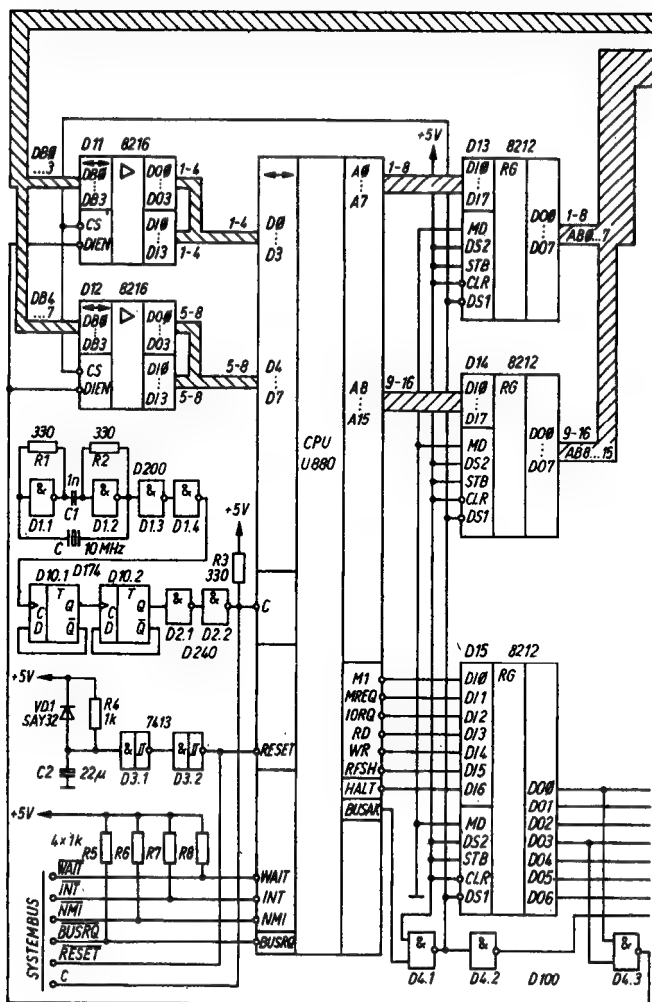 DB0 ...3
D11 8216
DB0 DB3
CS
DIEN
DO0 DO3
DI0 DI3
1-4
1-4
1-4
D0 D3
DB4 ...7
D12 8216
DB0 DB3
CS
DIEN
DO0 DO3
DI0 DI3
5-8
5-8
5-8
D4 D7
CPU
U880
A0 A7
1-8
+5V
D13 8212
DI0 DI7
RG
MD
DS2
STB
CLR
DS1
DO0 DO7
1-8
AB0...7
A8 A15
9-16
D14 8212
DI0 DI7
RG
MD
DS2
STB
CLR
DS1
DO0 DO7
9-16
AB8...15
330
R1
330
R2
1n
C1
D200
&
D1.1
&
D1.2
&
D1.3
&
D1.4
C
10 MHz
D10.1
D174
D10.2
T
C
D
Q
Q̅
T
C
D
Q
Q̅
&
D2.1
&
D2.2
D240
+5V
R3
330
C
+5V
VD1
SAY32
R4
1k
7413
&
D3.1
&
D3.2
RESET
C2
22µ
+5V
4×1k
R5
R6
R7
R8
SYSTEMBUS
W̅A̅I̅T̅
I̅N̅T̅
N̅M̅I̅
B̅U̅S̅R̅Q̅
R̅E̅S̅E̅T̅
C
WAIT
INT
NMI
BUSRQ
M1
MREQ
IORQ
RD
WR
RFSH
HALT
BUSAK
D15 8212
RG
DI0
DI1
DI2
DI3
DI4
DI5
DI6
MD
DS2
STB
CLR
DS1
DO0
DO1
DO2
DO3
DO4
DO5
DO6
&
D4.1
&
D4.2
D100
&
D4.3